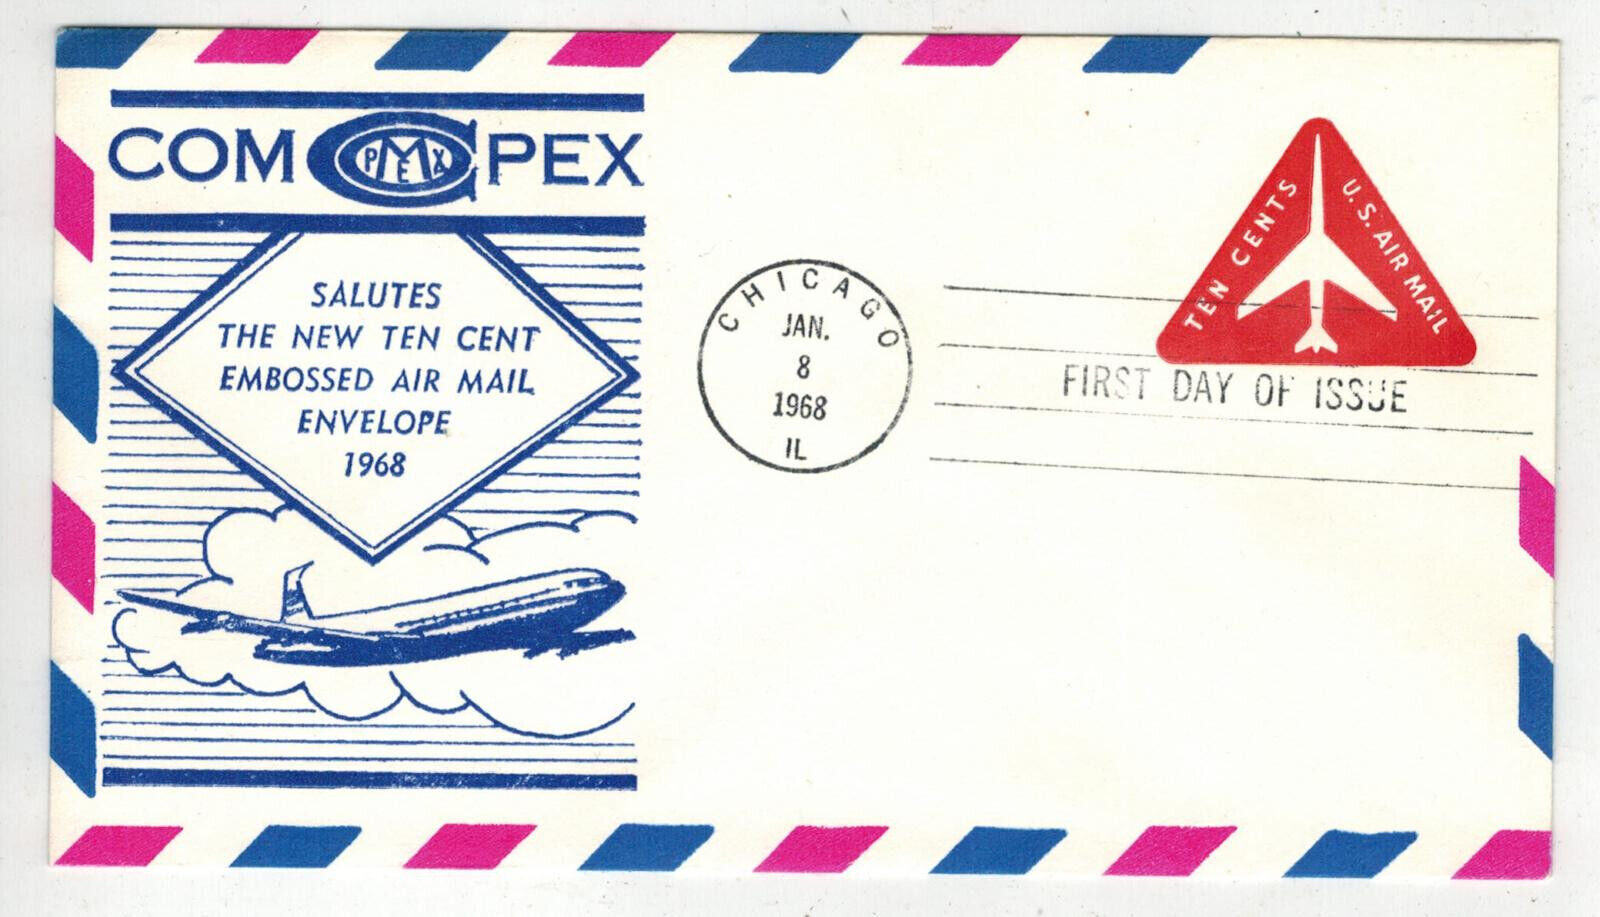 COM COMPEX PEX
SALUTES
THE NEW TEN CENT
EMBOSSED AIR MAIL
ENVELOPE
1968
CHICAGO
JAN.
8
1968
IL
TEN CENTS
U.S. AIR MAIL
FIRST DAY OF ISSUE